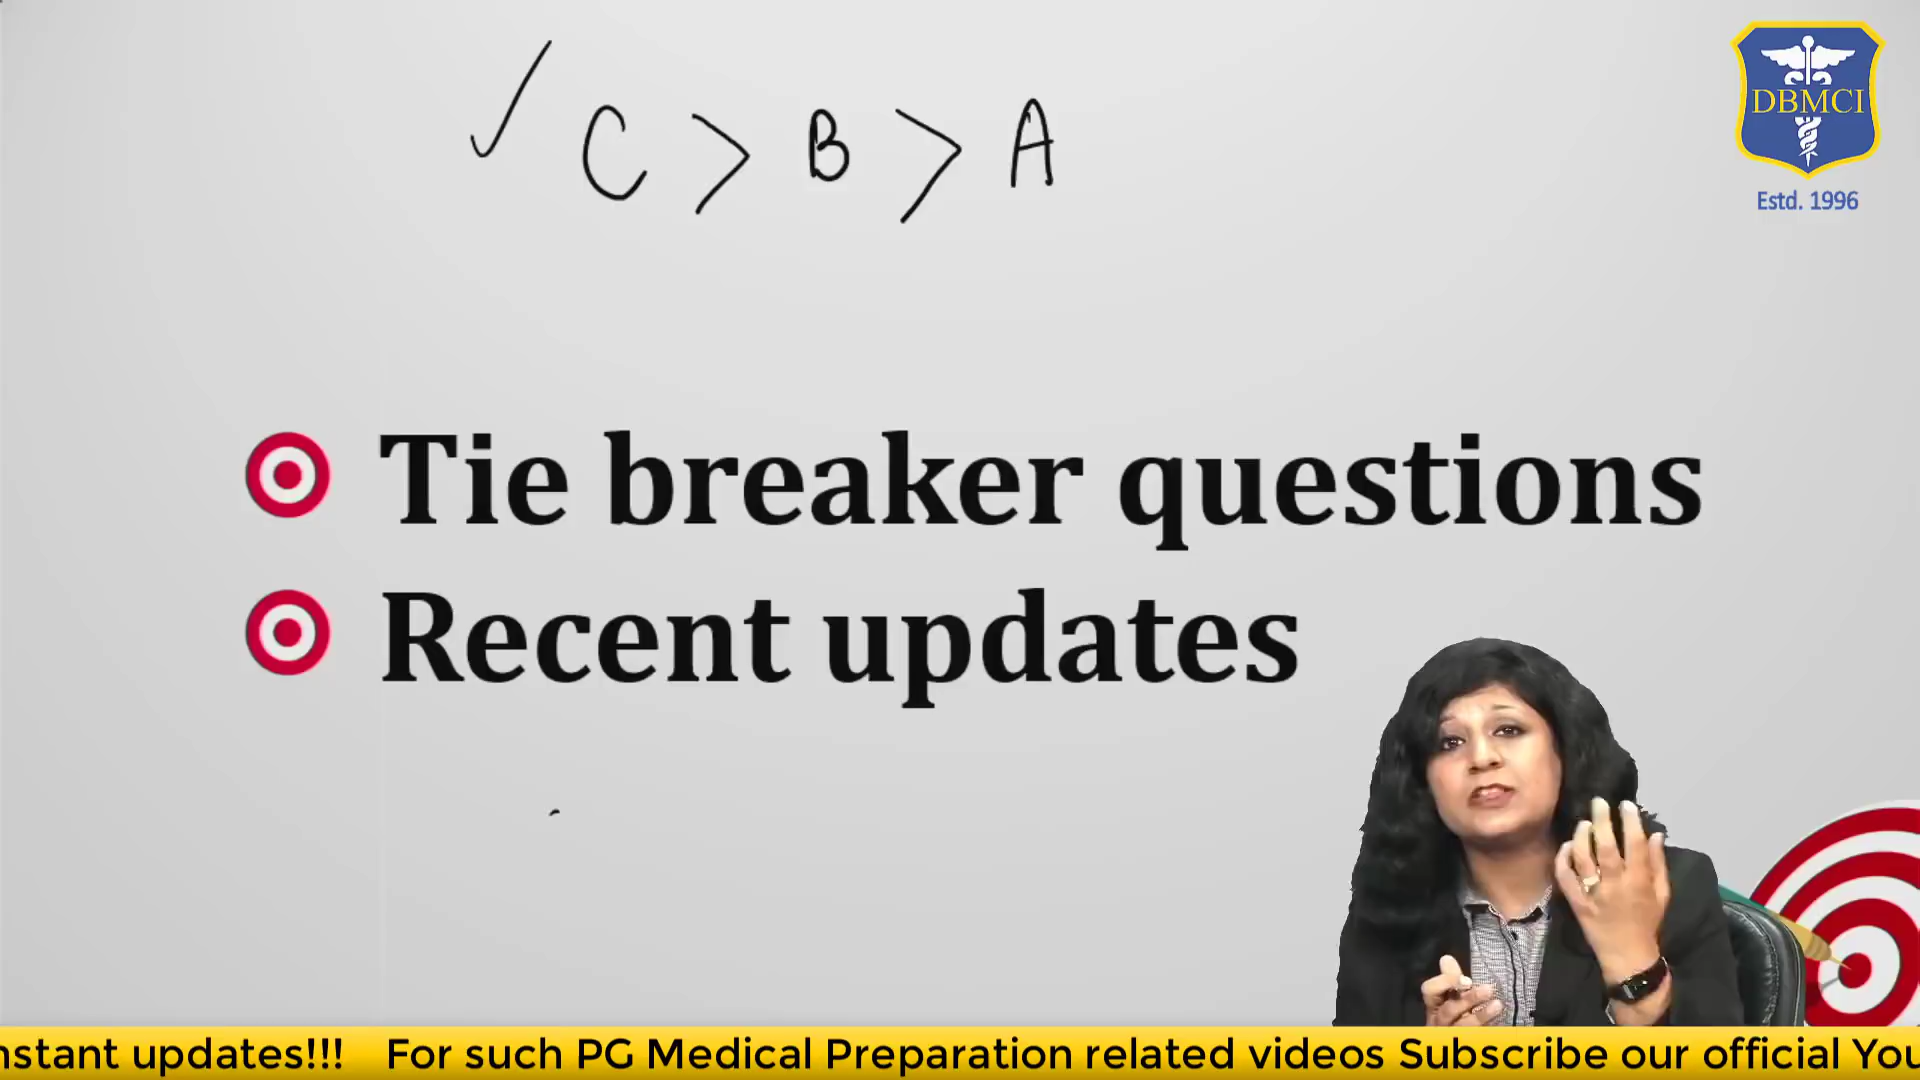 C > B > A
DBMCI
Estd. 1996
Tie breaker questions
Recent updates
nstant updates!!! For such PG Medical Preparation related videos Subscribe our official You